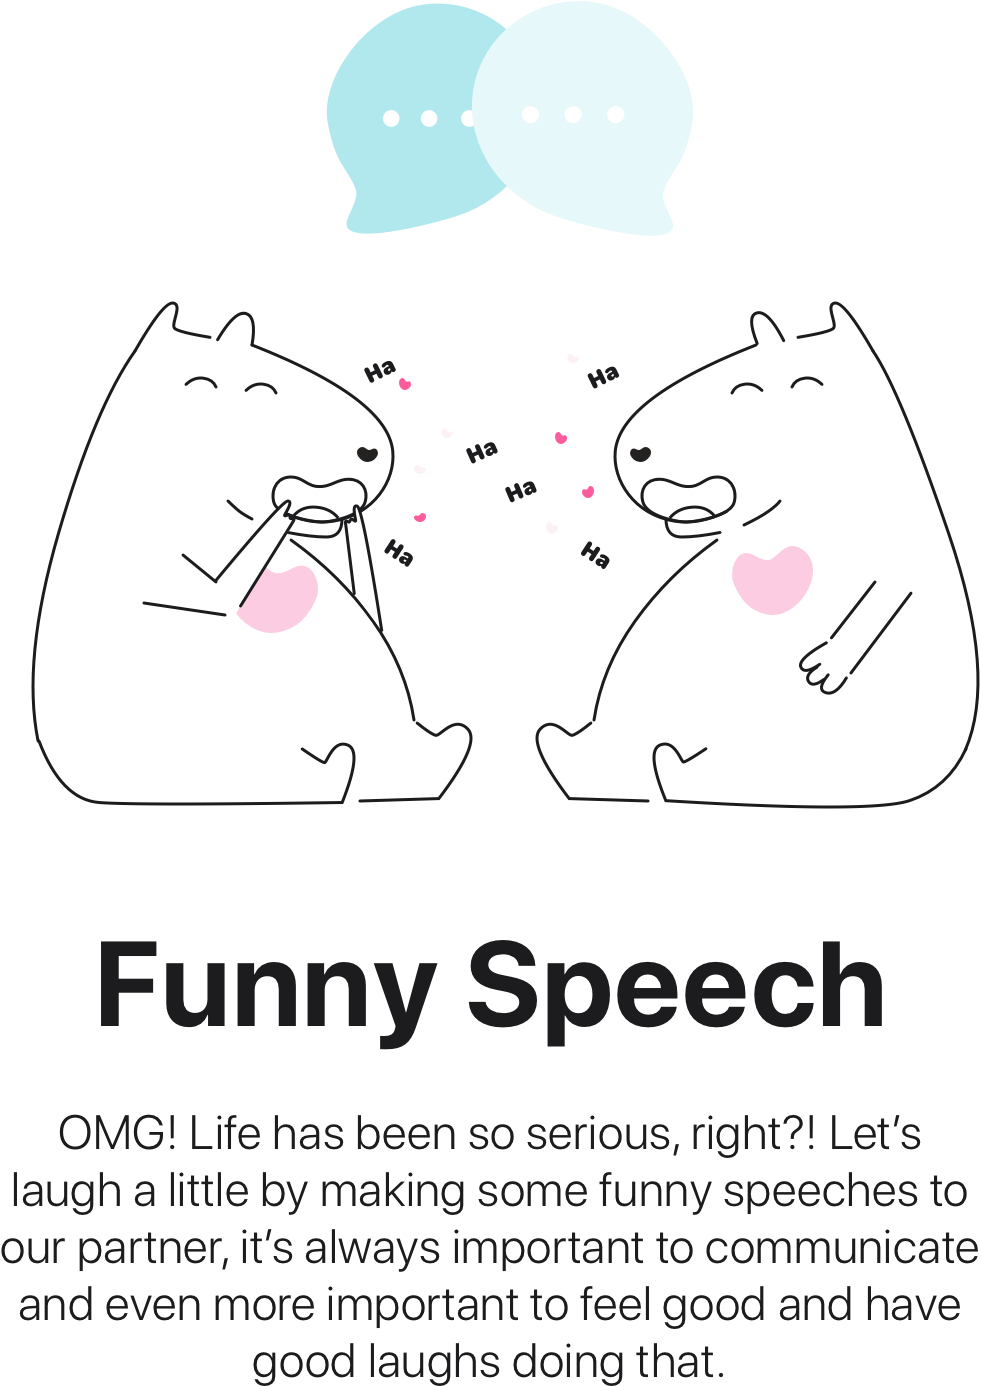 Ha
Ha
Ha
Ha
Ha
Ha
Funny Speech
OMG! Life has been so serious, right?! Let’s
laugh a little by making some funny speeches to
our partner, it’s always important to communicate
and even more important to feel good and have
good laughs doing that.